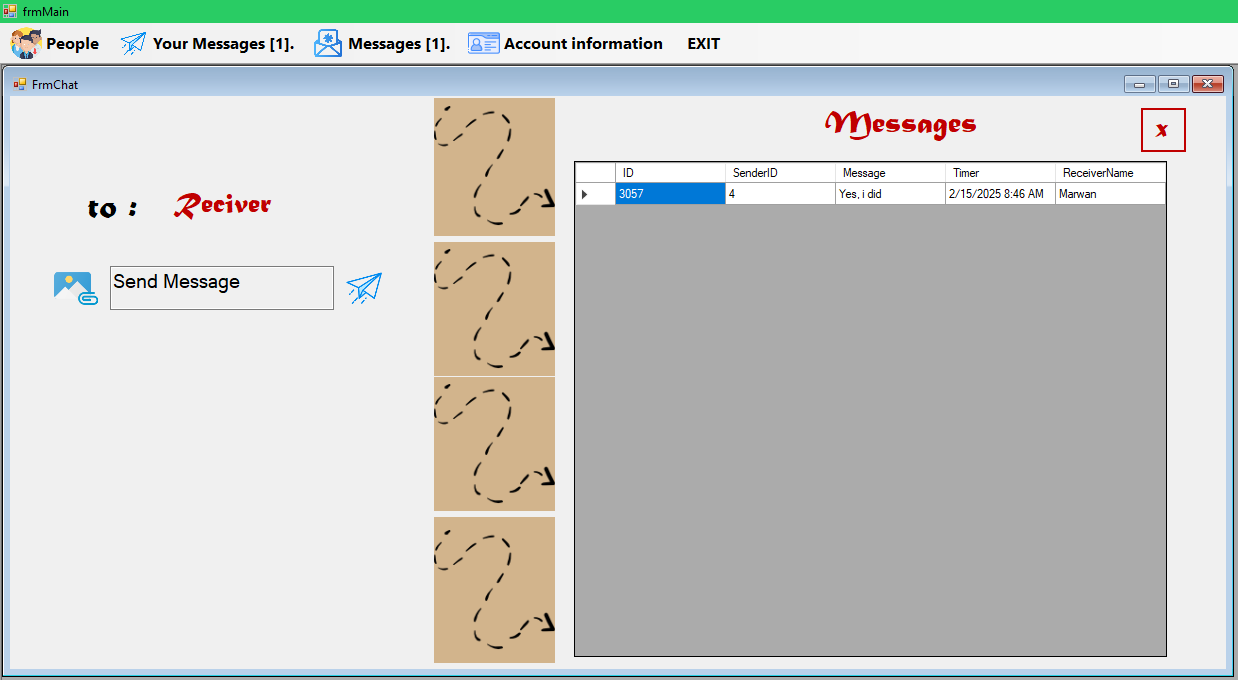 frmMain
People Your Messages [1]. Messages [1]. Account information EXIT
FrmChat
Messages
x
to : Reciver
Send Message
ID SenderID Message Timer ReceiverName
3057 4 Yes, i did 2/15/2025 8:46 AM Marwan